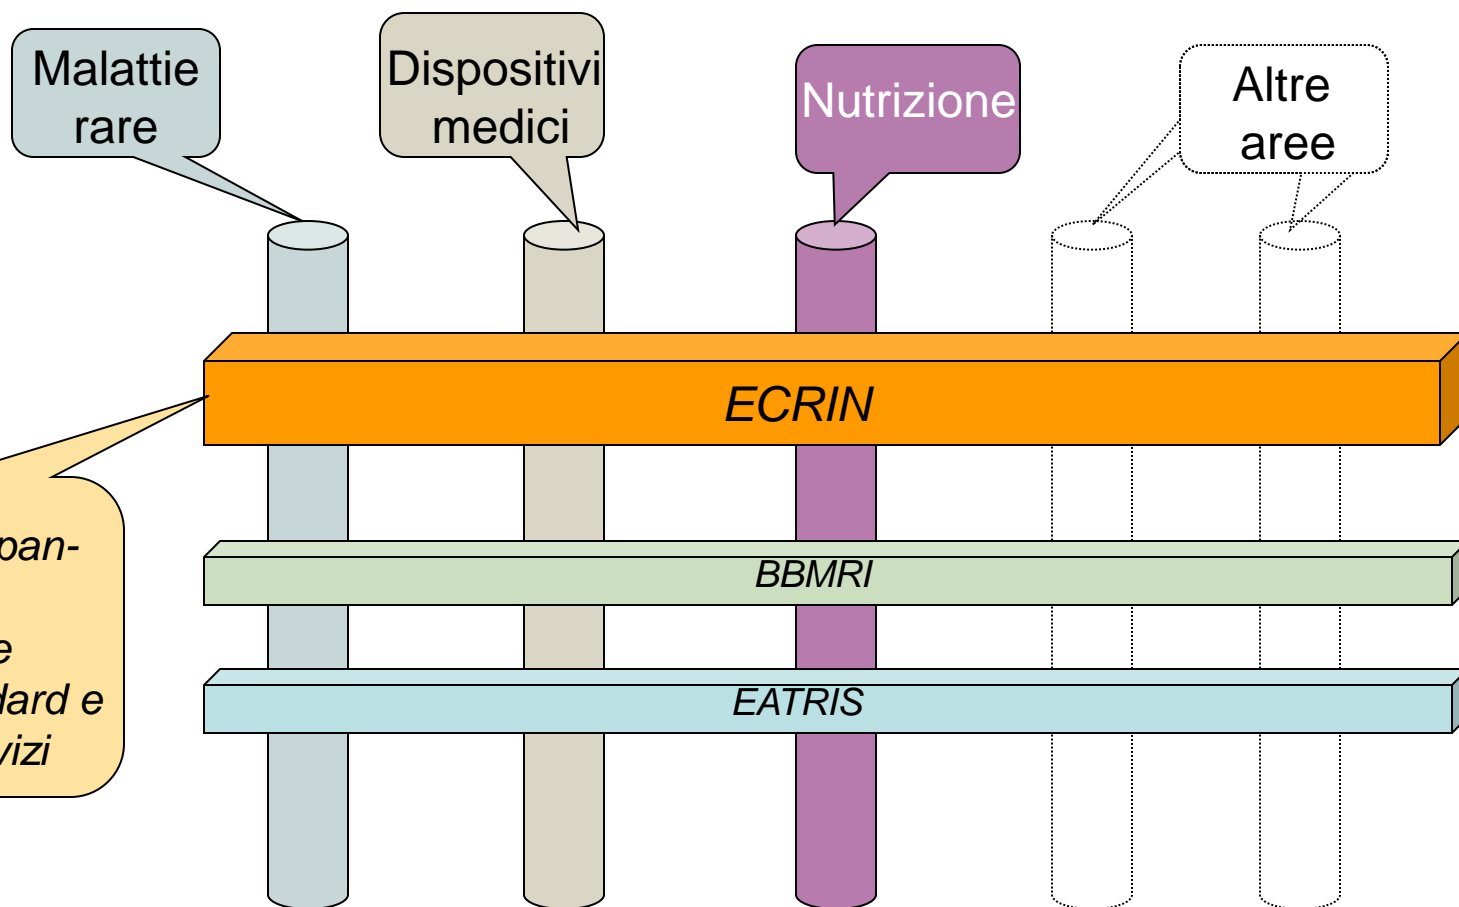 Malattie
rare
Dispositivi
medici
Nutrizione
Altre
aree
ECRIN
pan-
BBMRI
e
EATRIS
dard e
vizi